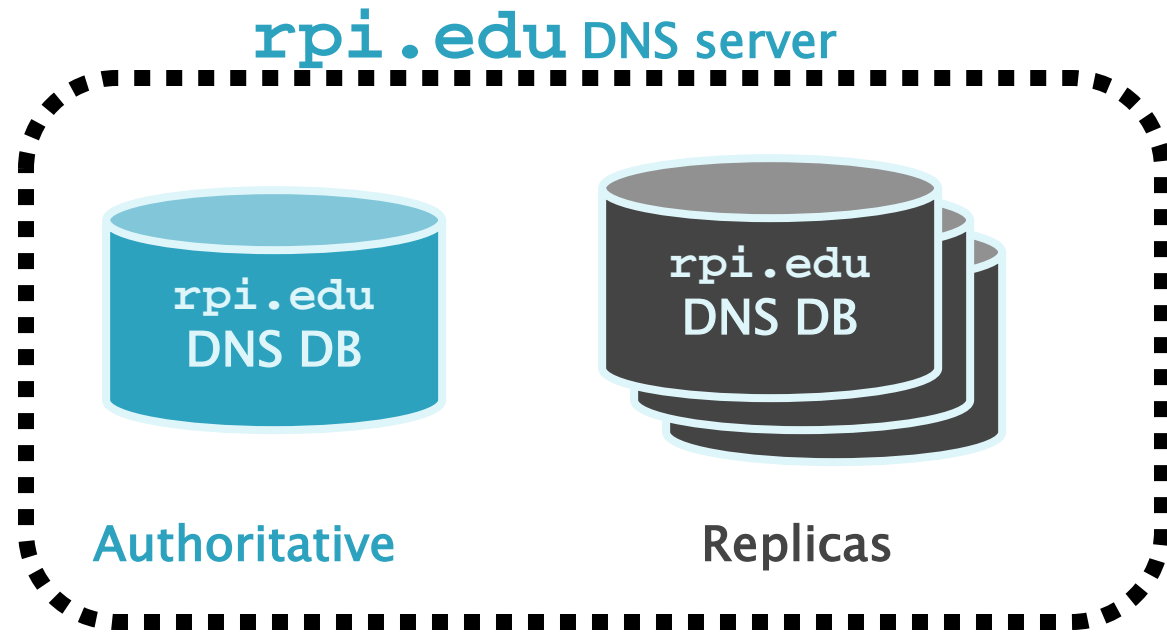 rpi.edu DNS server
rpi.edu
DNS DB
rpi.edu
DNS DB
Authoritative
Replicas